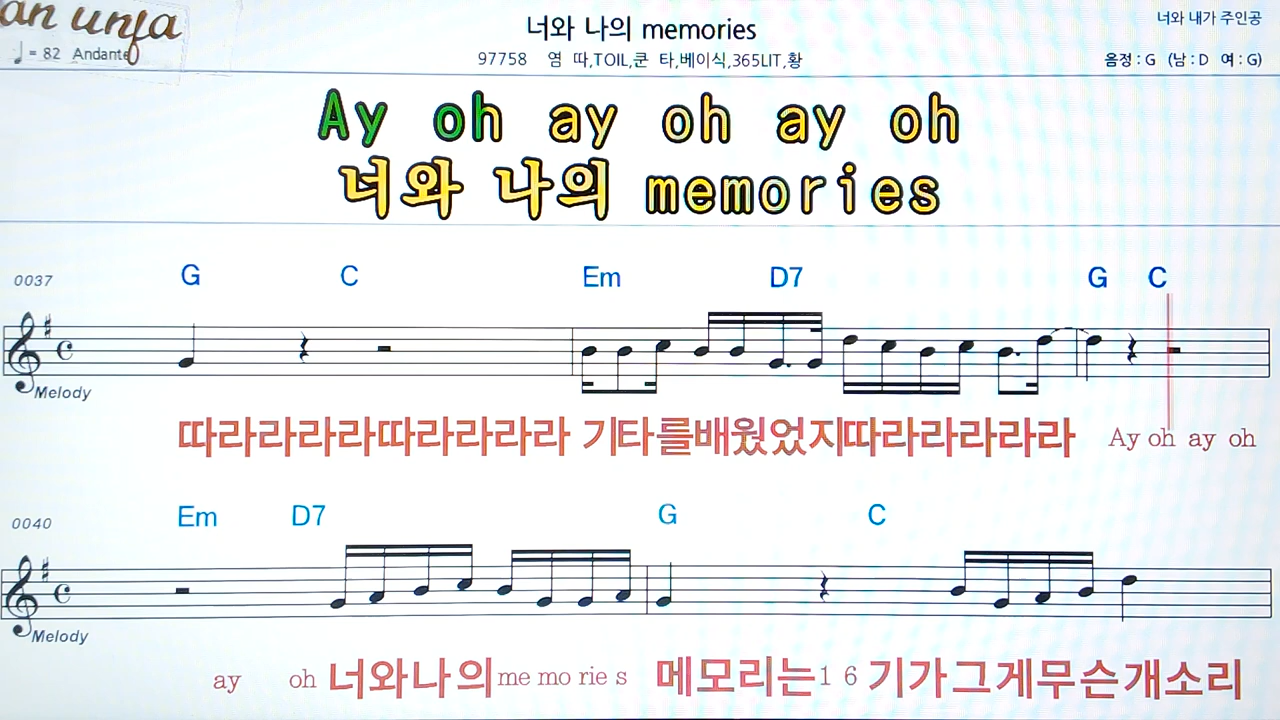 너와 나의 memories
너와 내가 주인공
♩ = 82 Andante
97758 영 따,TOIL,쿤 타,베이식,365LIT,황
음정 : G (남 : D 여 : G)
Ay oh ay oh ay oh
너와 나의 memories
0037 G C Em D7 G C
Melody
따라라라라따라라라라 기타를배웠었지따라라라라라 Ay oh ay oh
0040 Em D7 G C
Melody
ay oh 너와나의me mo rie s 메모리는1 6 기가그게무슨개소리